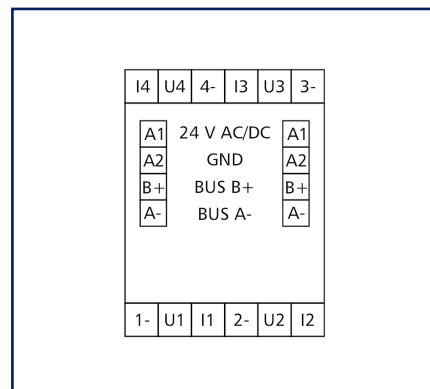 I4 U4 4- I3 U3 3-
A1 24 V AC/DC A1
A2 GND A2
B+ BUS B+ B+
A- BUS A- A-
1- U1 I1 2- U2 I2